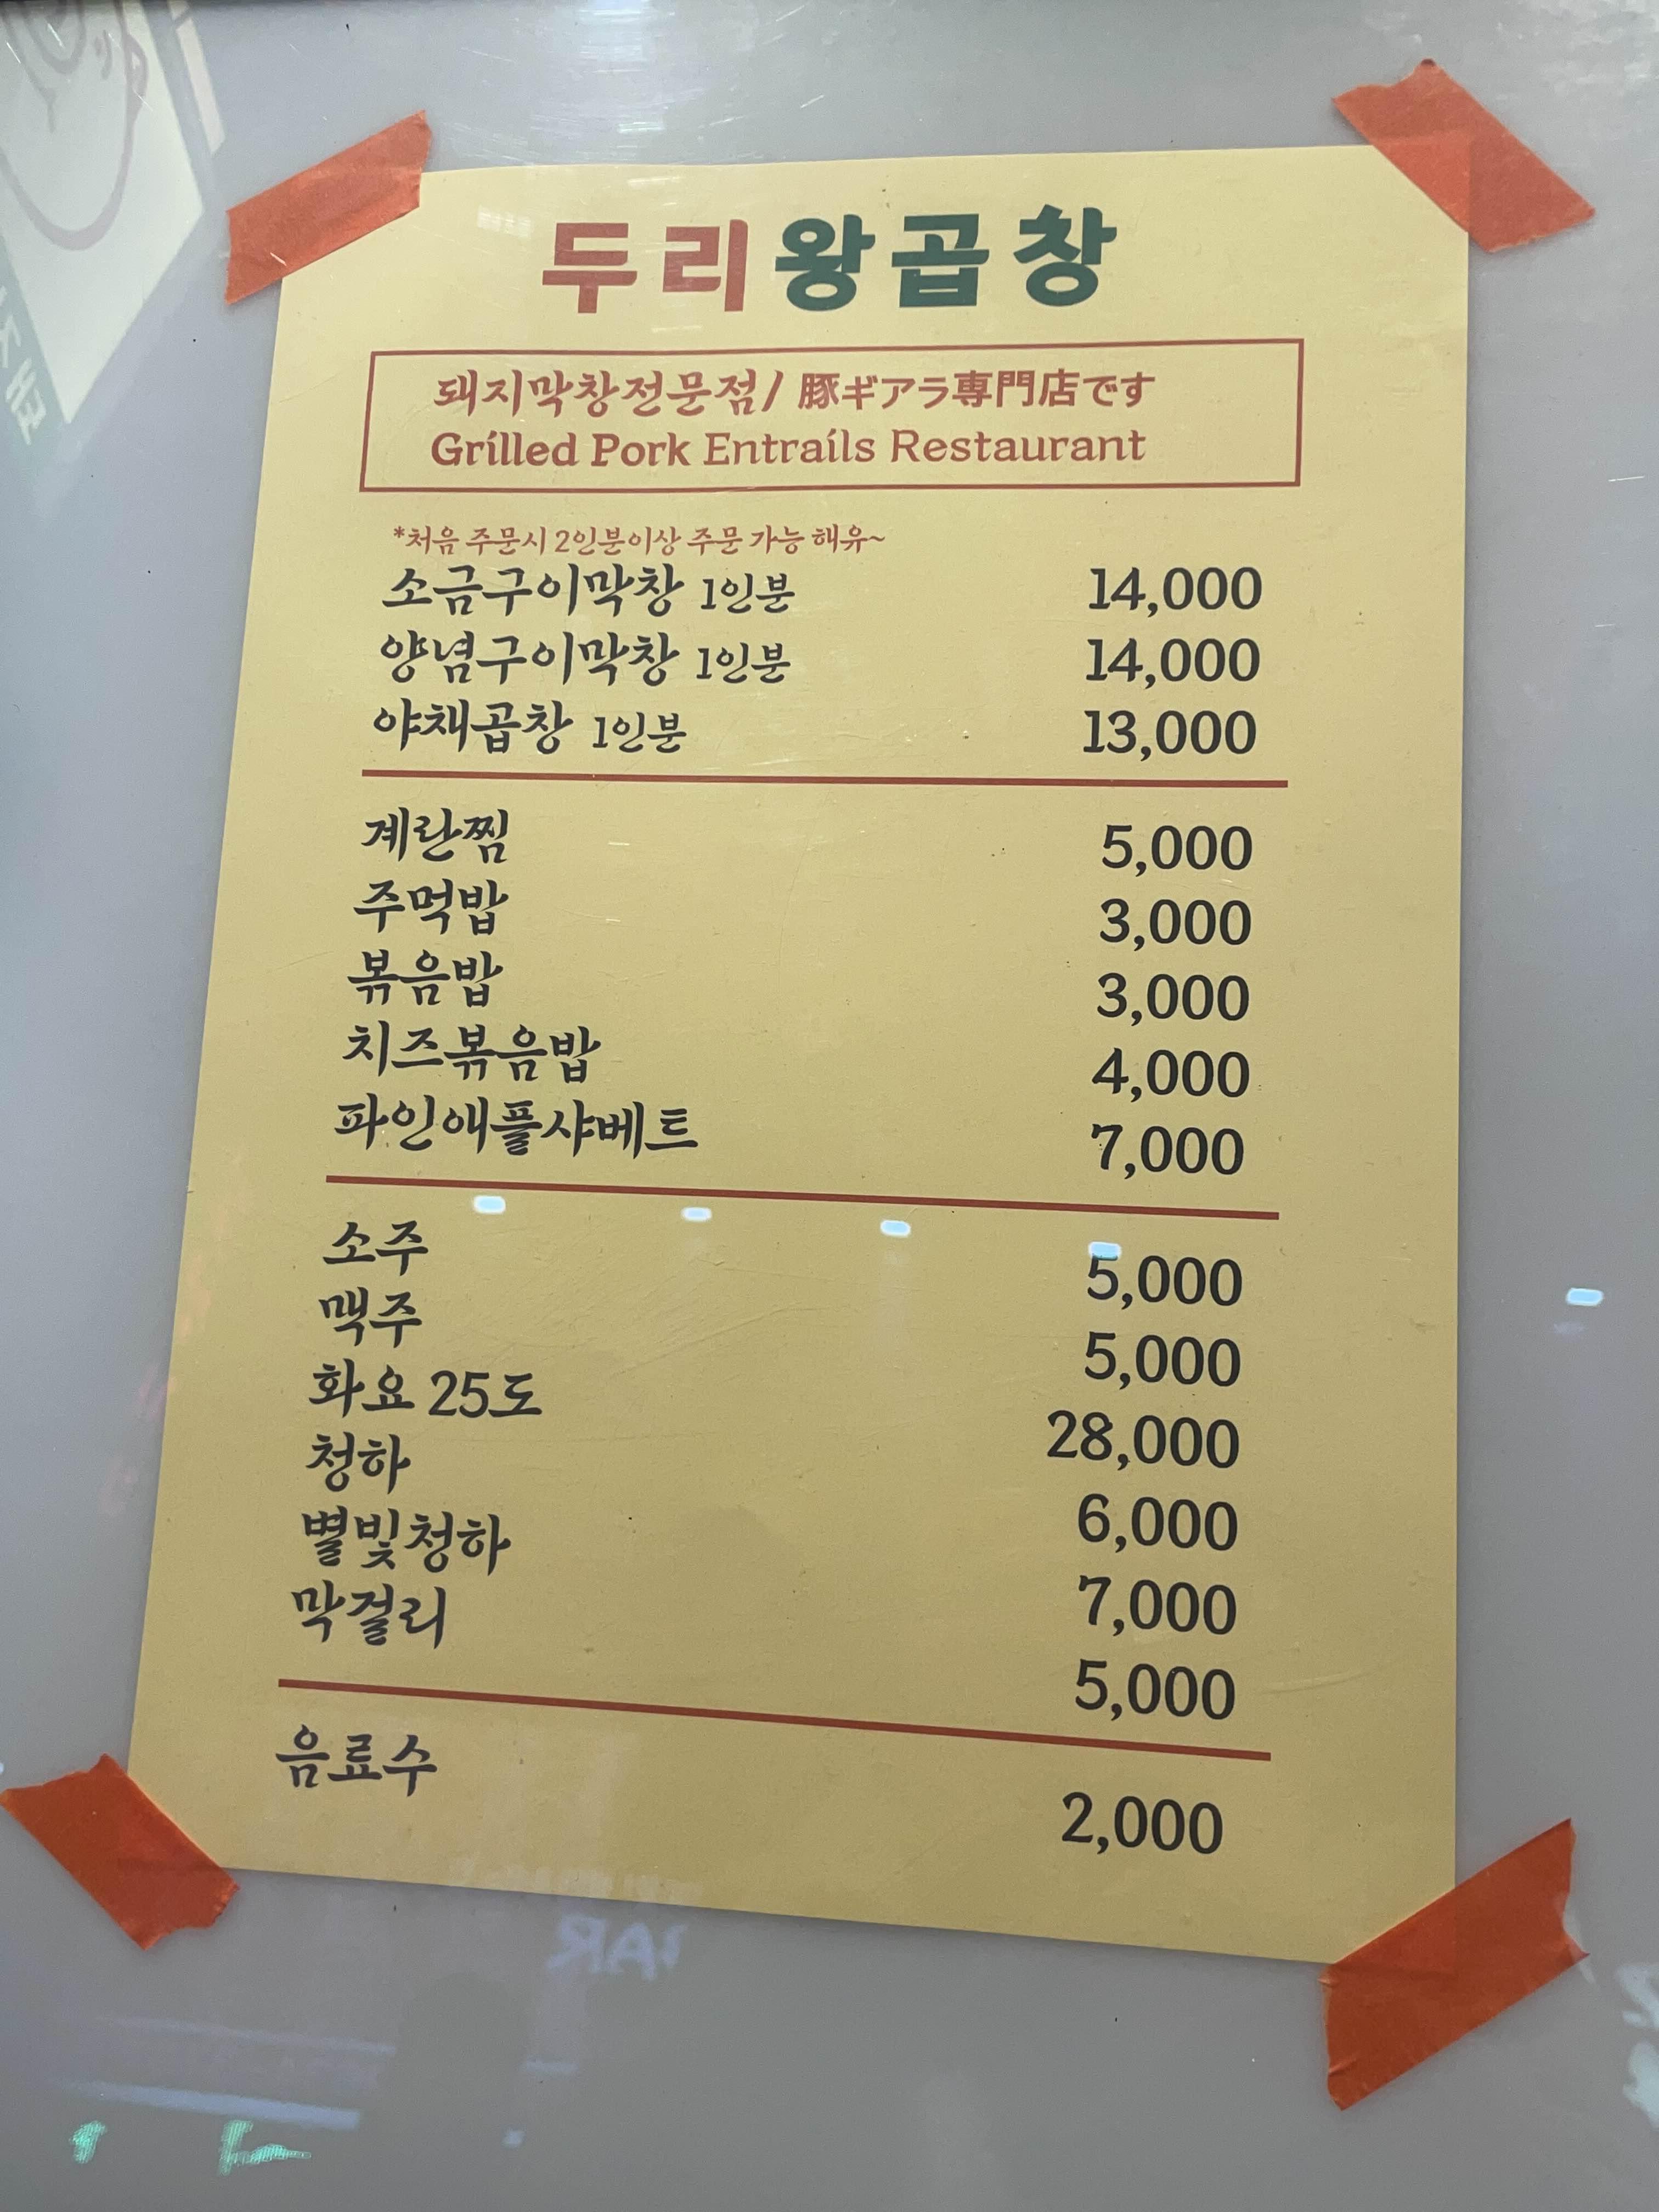 두리왕곱창
돼지막창전문점/ 豚ギアラ専門店です
Grilled Pork Entrails Restaurant
*처음 주문시 2인분이상 주문 가능 해유~
소금구이막창 1인분 14,000
양념구이막창 1인분 14,000
야채곱창 1인분 13,000
계란찜 5,000
주먹밥 3,000
볶음밥 3,000
치즈볶음밥 4,000
파인애플샤베트 7,000
소주 5,000
맥주 5,000
화요 25도 28,000
청하 6,000
별빛청하 7,000
막걸리 5,000
음료수 2,000